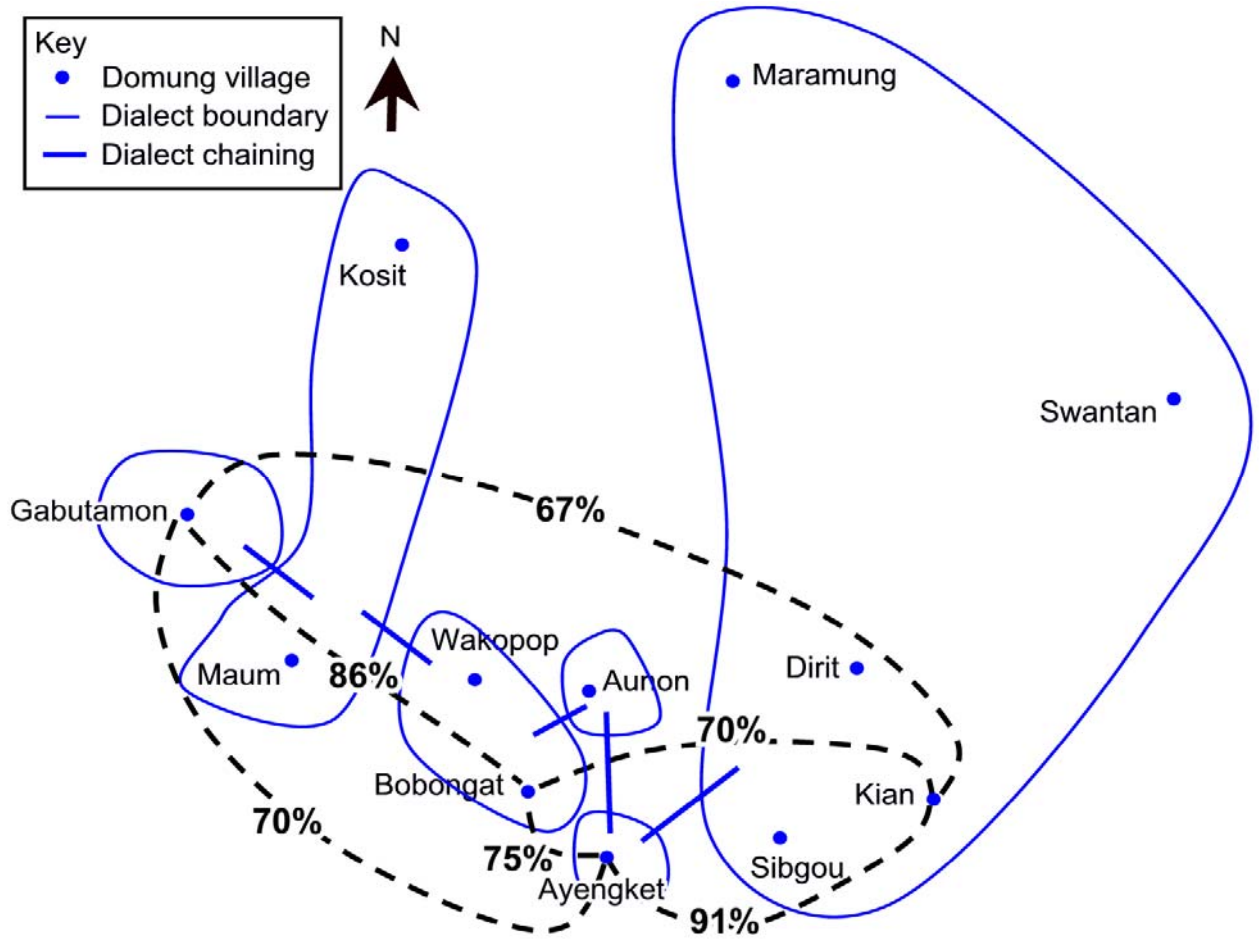 Key
Domung village
Dialect boundary
Dialect chaining
N
Maramung
Kosit
Swantan
Gabutamon
67%
Wakopop
Maum
86%
Aunon
Dirit
70%
Bobongat
Kian
70%
75%
Sibgou
Ayengket
91%